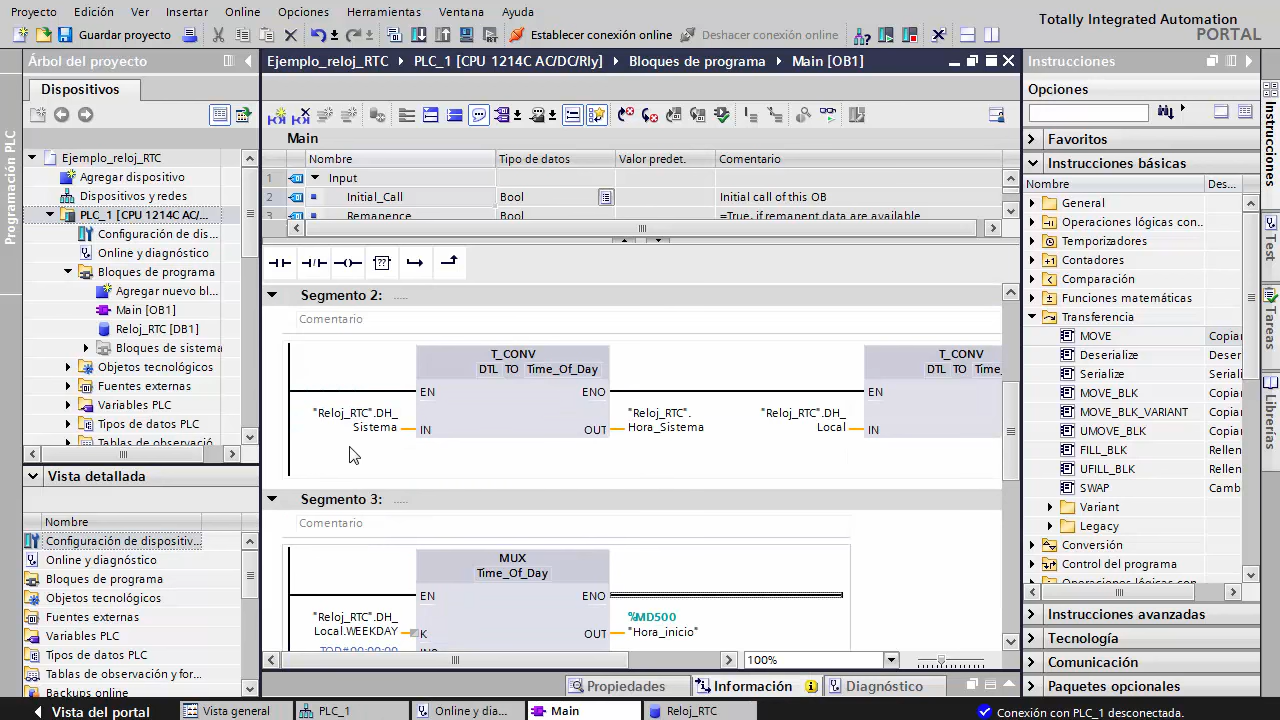 Proyecto Edición Ver Insertar Online Opciones Herramientas Ventana Ayuda
Totally Integrated Automation
PORTAL
Guardar proyecto
Establecer conexión online
Deshacer conexión online
Árbol del proyecto
Ejemplo_reloj_RTC
PLC_1 [CPU 1214C AC/DC/Rly]
Bloques de programa
Main [OB1]
Instrucciones
Dispositivos
Opciones
Programación PLC
Ejemplo_reloj_RTC
Agregar dispositivo
Dispositivos y redes
PLC_1 [CPU 1214C AC/...
Configuración de dis...
Online y diagnóstico
Bloques de programa
Agregar nuevo bl...
Main [OB1]
Reloj_RTC [DB1]
Bloques de sistema
Objetos tecnológicos
Fuentes externas
Variables PLC
Tipos de datos PLC
Tablas de observació
Vista detallada
Nombre
Configuración de dispositiv...
Online y diagnóstico
Bloques de programa
Objetos tecnológicos
Fuentes externas
Variables PLC
Tipos de datos PLC
Tablas de observación y for...
Backups online
Main
Nombre Tipo de datos Valor predet. Comentario
1 Input
2 Initial_Call Bool Initial call of this OB
3 Remanence Bool =True, if remanent data are available
??
Segmento 2: .....
Comentario
T_CONV
DTL TO Time_Of_Day
EN ENO
"Reloj_RTC".DH_
Sistema
IN OUT
"Reloj_RTC".
Hora_Sistema
T_CONV
DTL TO Time_
EN
"Reloj_RTC".DH_
Local
IN
Segmento 3: .....
Comentario
MUX
Time_Of_Day
EN ENO
"Reloj_RTC".DH_
Local.WEEKDAY
K OUT
%MD500
"Hora_inicio"
TOD#00:00:00
IN0
100%
Favoritos
Instrucciones básicas
Nombre Des...
General
Operaciones lógicas con..
Temporizadores
Contadores
Comparación
Funciones matemáticas
Transferencia
MOVE Copiar
Deserialize Deser
Serialize Serial
MOVE_BLK Copiar
MOVE_BLK_VARIANT Copiar
UMOVE_BLK Copiar
FILL_BLK Rellen
UFILL_BLK Rellen
SWAP Camb
Variant
Legacy
Conversión
Control del programa
Instrucciones avanzadas
Tecnología
Comunicación
Paquetes opcionales
Instrucciones
Test
Tareas
Librerías
Propiedades
Información
Diagnóstico
Vista del portal
Vista general
PLC_1
Online y dia...
Main
Reloj_RTC
Conexión con PLC_1 desconectada.